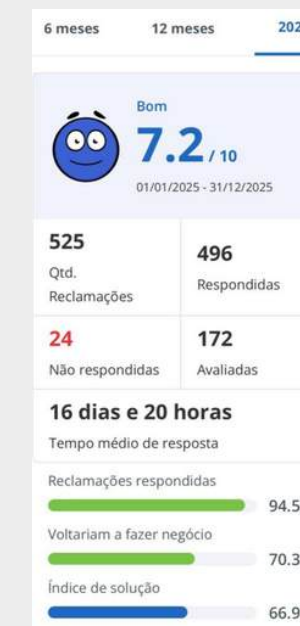 6 meses 12 meses 202
Bom
7.2 / 10
01/01/2025 - 31/12/2025
525
Qtd.
Reclamações
496
Respondidas
24
Não respondidas
172
Avaliadas
16 dias e 20 horas
Tempo médio de resposta
Reclamações respondidas
94.5
Voltariam a fazer negócio
70.3
Índice de solução
66.9